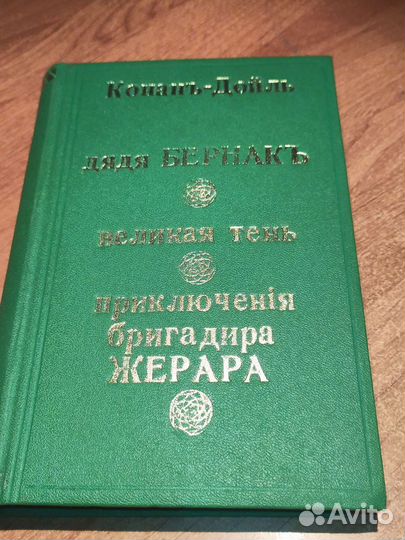 Конанъ-Дойль
дядя БЕРНАКЪ
великая тень
приключенія
бригадира
ЖЕРАРА
Avito